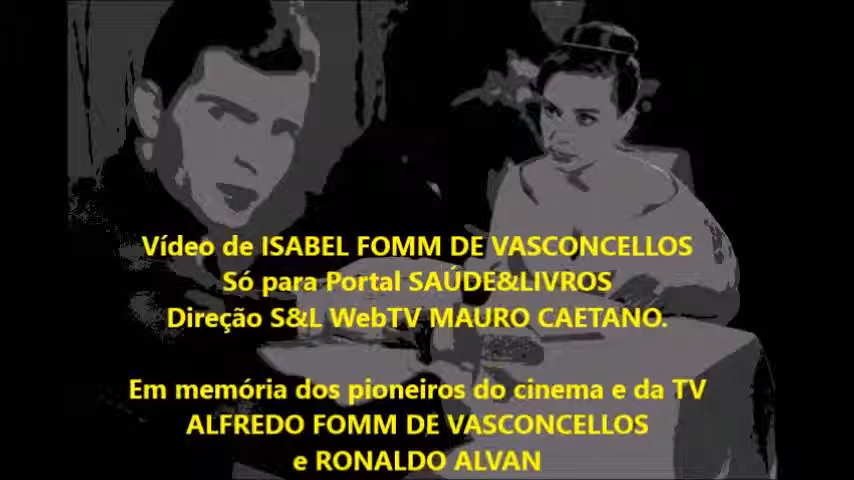 Vídeo de ISABEL FOMM DE VASCONCELLOS
Só para Portal SAÚDE&LIVROS
Direção S&L WebTV MAURO CAETANO.
Em memória dos pioneiros do cinema e da TV
ALFREDO FOMM DE VASCONCELLOS
e RONALDO ALVAN